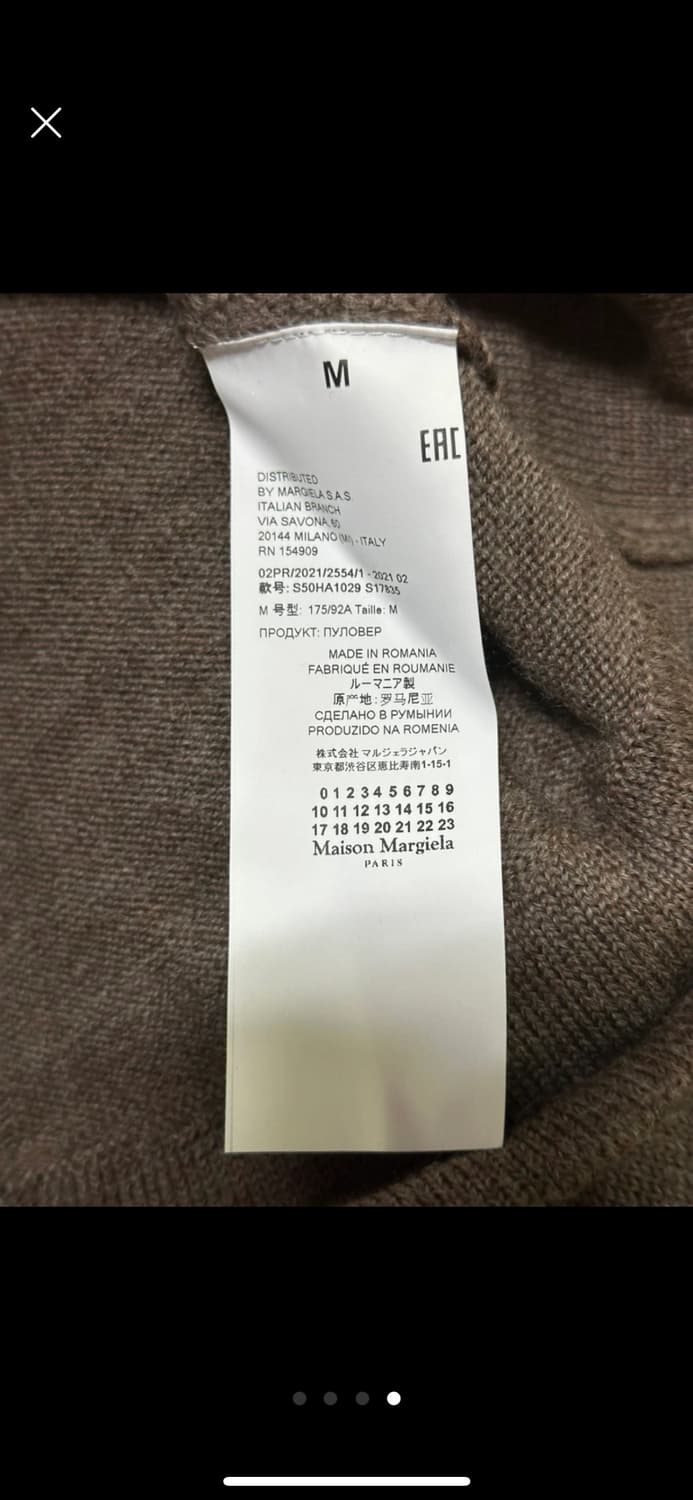 M
EAC
DISTRIBUTED
BY MARGIELA S.A.S.
ITALIAN BRANCH
VIA SAVONA, 60
20144 MILANO (MI) - ITALY
RN 154909
02PR/2021/2554/1 - 2021 02
款号: S50HA1029 S17835
M 号型: 175/92A Taille: M
ПРОДУКТ: ПУЛОВЕР
MADE IN ROMANIA
FABRIQUÉ EN ROUMANIE
ルーマニア製
原产地: 罗马尼亚
СДЕЛАНО В РУМЫНИИ
PRODUZIDO NA ROMENIA
株式会社 マルジェラジャパン
東京都渋谷区恵比寿南1-15-1
0 1 2 3 4 5 6 7 8 9
10 11 12 13 14 15 16
17 18 19 20 21 22 23
Maison Margiela
PARIS